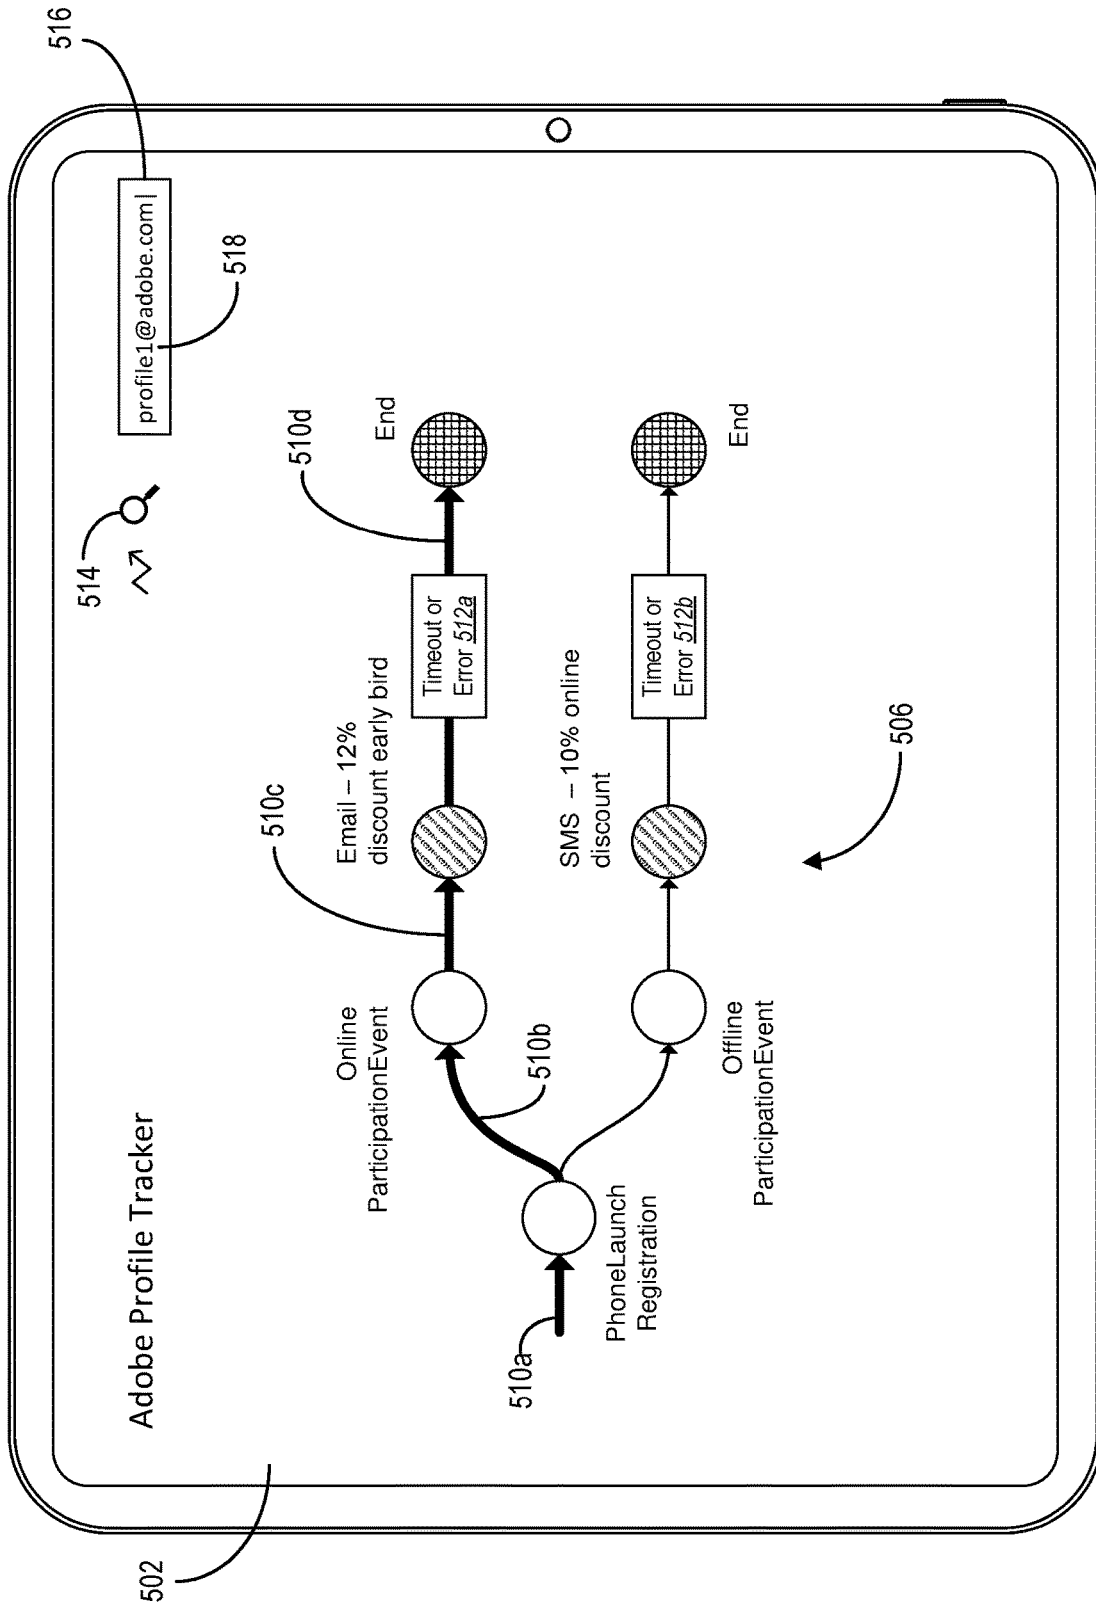 516
514
profile1@adobe.com|
518
Adobe Profile Tracker
502
510d
End
510c
Email – 12%
discount early bird
Timeout or
Error 512a
Online
ParticipationEvent
510b
510a
PhoneLaunch
Registration
SMS – 10% online
discount
Timeout or
Error 512b
End
Offline
ParticipationEvent
506